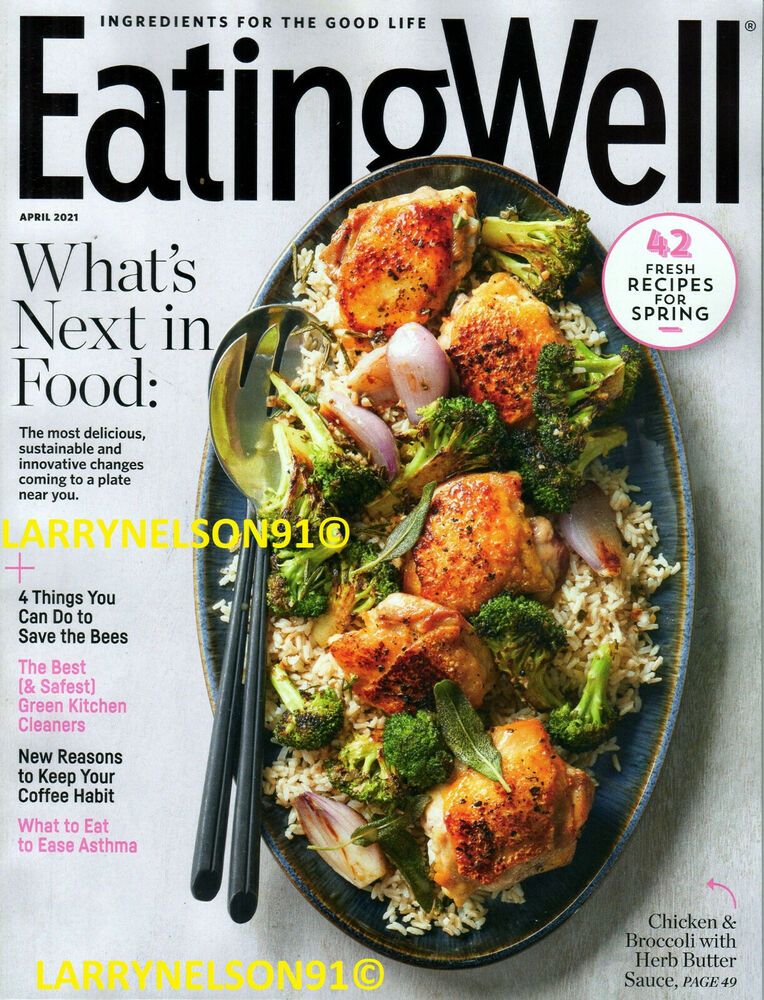 INGREDIENTS FOR THE GOOD LIFE
EatingWell®
APRIL 2021
What's
Next in
Food:
The most delicious,
sustainable and
innovative changes
coming to a plate
near you.
42
FRESH
RECIPES
FOR
SPRING
LARRYNELSON91©
+
4 Things You
Can Do to
Save the Bees
The Best
(& Safest)
Green Kitchen
Cleaners
New Reasons
to Keep Your
Coffee Habit
What to Eat
to Ease Asthma
Chicken &
Broccoli with
Herb Butter
Sauce, PAGE 49
LARRYNELSON91©